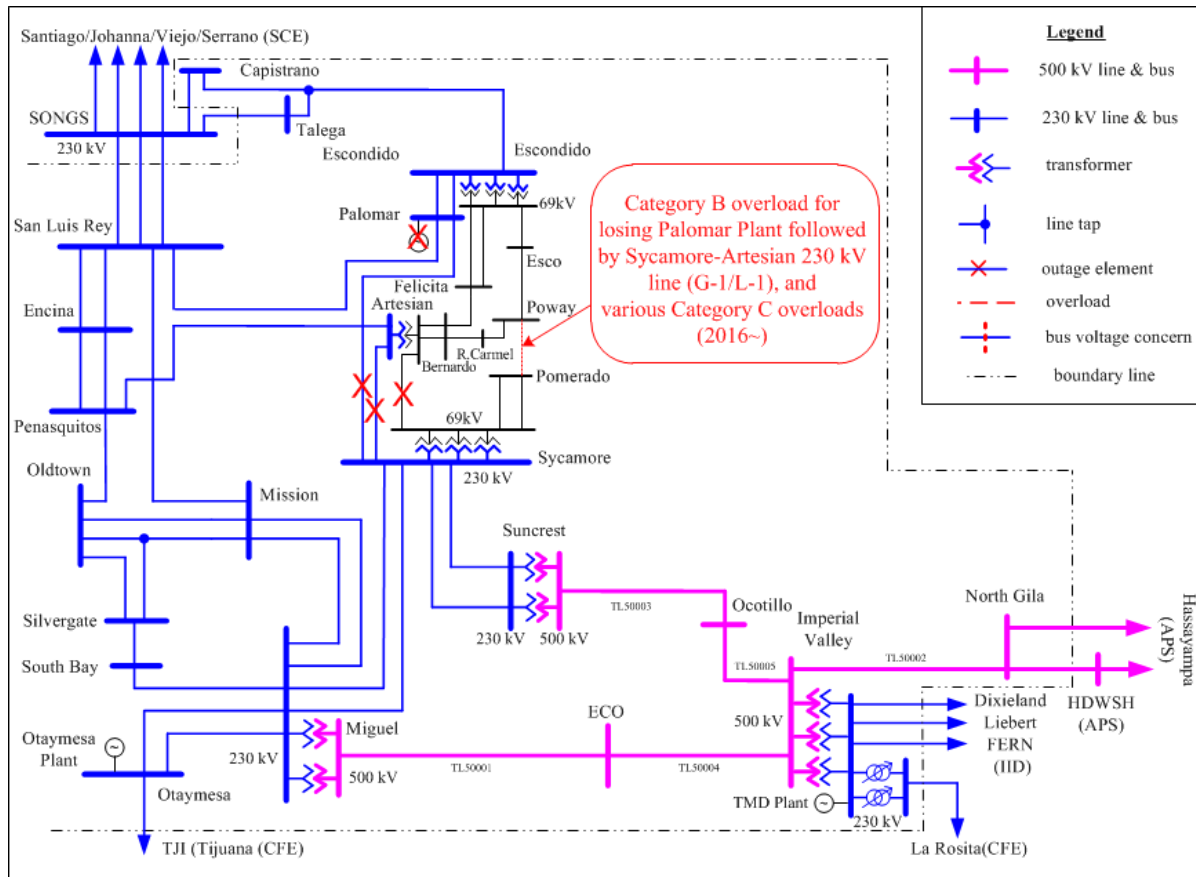 Santiago/Johanna/Viejo/Serrano (SCE)
Capistrano
SONGS
230 kV
Talega
Escondido
Escondido
Palomar
69kV
San Luis Rey
Esco
Felicita
Artesian
Poway
Encina
R.Carmel
Bernardo
Pomerado
Penasquitos
69kV
Sycamore
230 kV
Oldtown
Mission
Suncrest
TL50003
Ocotillo
230 kV
500 kV
Imperial
Valley
North Gila
Hassayampa
(APS)
Silvergate
South Bay
TL50005
TL50002
HDWSH
(APS)
Dixieland
Liebert
FERN
(IID)
Miguel
ECO
500 kV
Otaymesa
Plant
~
230 kV
500 kV
TL50001
TL50004
Otaymesa
TMD Plant
~
230 kV
TJI (Tijuana (CFE)
La Rosita(CFE)
Category B overload for
losing Palomar Plant followed
by Sycamore-Artesian 230 kV
line (G-1/L-1), and
various Category C overloads
(2016~)
Legend
500 kV line & bus
230 kV line & bus
transformer
line tap
outage element
overload
bus voltage concern
boundary line